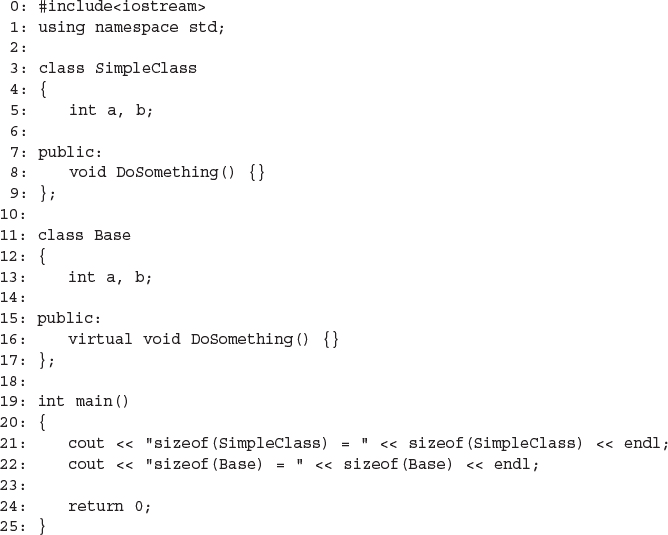 0: #include<iostream>
1: using namespace std;
2:
3: class SimpleClass
4: {
5:    int a, b;
6:
7: public:
8:    void DoSomething() {}
9: };
10:
11: class Base
12: {
13:    int a, b;
14:
15: public:
16:    virtual void DoSomething() {}
17: };
18:
19: int main()
20: {
21:    cout << "sizeof(SimpleClass) = " << sizeof(SimpleClass) << endl;
22:    cout << "sizeof(Base) = " << sizeof(Base) << endl;
23:
24:    return 0;
25: }